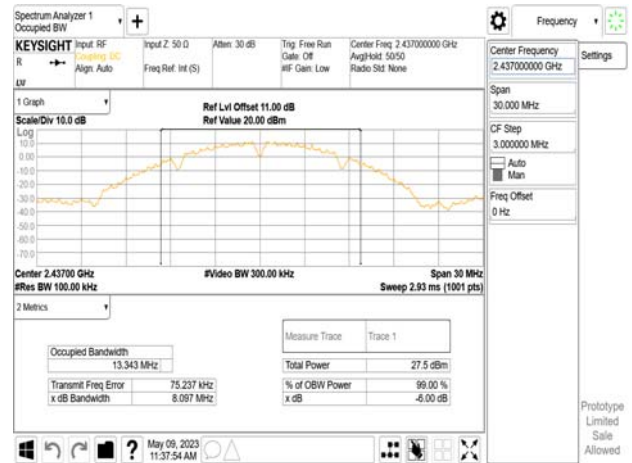 Spectrum Analyzer 1
Occupied BW
Frequency
KEYSIGHT
R
Input: RF
Coupling: DC
Align: Auto
Input Z: 50 Ω
Freq Ref: Int (S)
Atten: 30 dB
Trig: Free Run
Gate: Off
#IF Gain: Low
Center Freq: 2.437000000 GHz
Avg|Hold: 50/50
Radio Std: None
Center Frequency
2.437000000 GHz
Settings
Span
30.000 MHz
CF Step
3.000000 MHz
Auto
Man
Freq Offset
0 Hz
1 Graph
Scale/Div 10.0 dB
Ref Lvl Offset 11.00 dB
Ref Value 20.00 dBm
Log
10.0
0.00
-10.0
-20.0
-30.0
-40.0
-50.0
-60.0
-70.0
Center 2.43700 GHz
#Res BW 100.00 kHz
#Video BW 300.00 kHz
Span 30 MHz
Sweep 2.93 ms (1001 pts)
2 Metrics
Measure Trace Trace 1
Occupied Bandwidth
13.343 MHz
Total Power 27.5 dBm
Transmit Freq Error 75.237 kHz
% of OBW Power 99.00 %
x dB Bandwidth 8.097 MHz
x dB -6.00 dB
Prototype
Limited
Sale
Allowed
?
May 09, 2023
11:37:54 AM